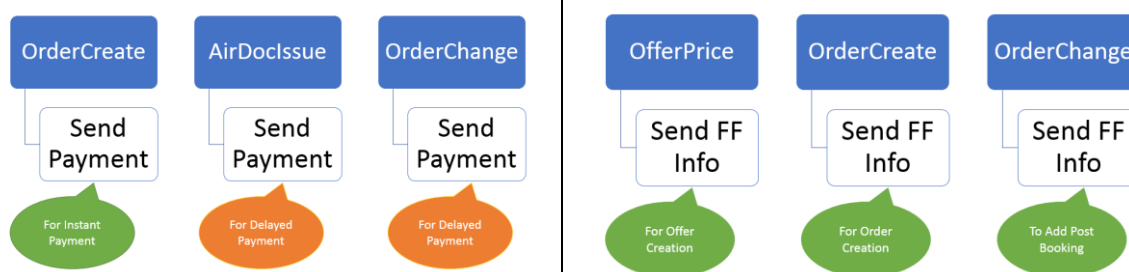 OrderCreate
Send
Payment
For Instant
Payment
AirDocIssue
Send
Payment
For Delayed
Payment
OrderChange
Send
Payment
For Delayed
Payment
OfferPrice
Send FF
Info
For Offer
Creation
OrderCreate
Send FF
Info
For Order
Creation
OrderChange
Send FF
Info
To Add Post
Booking